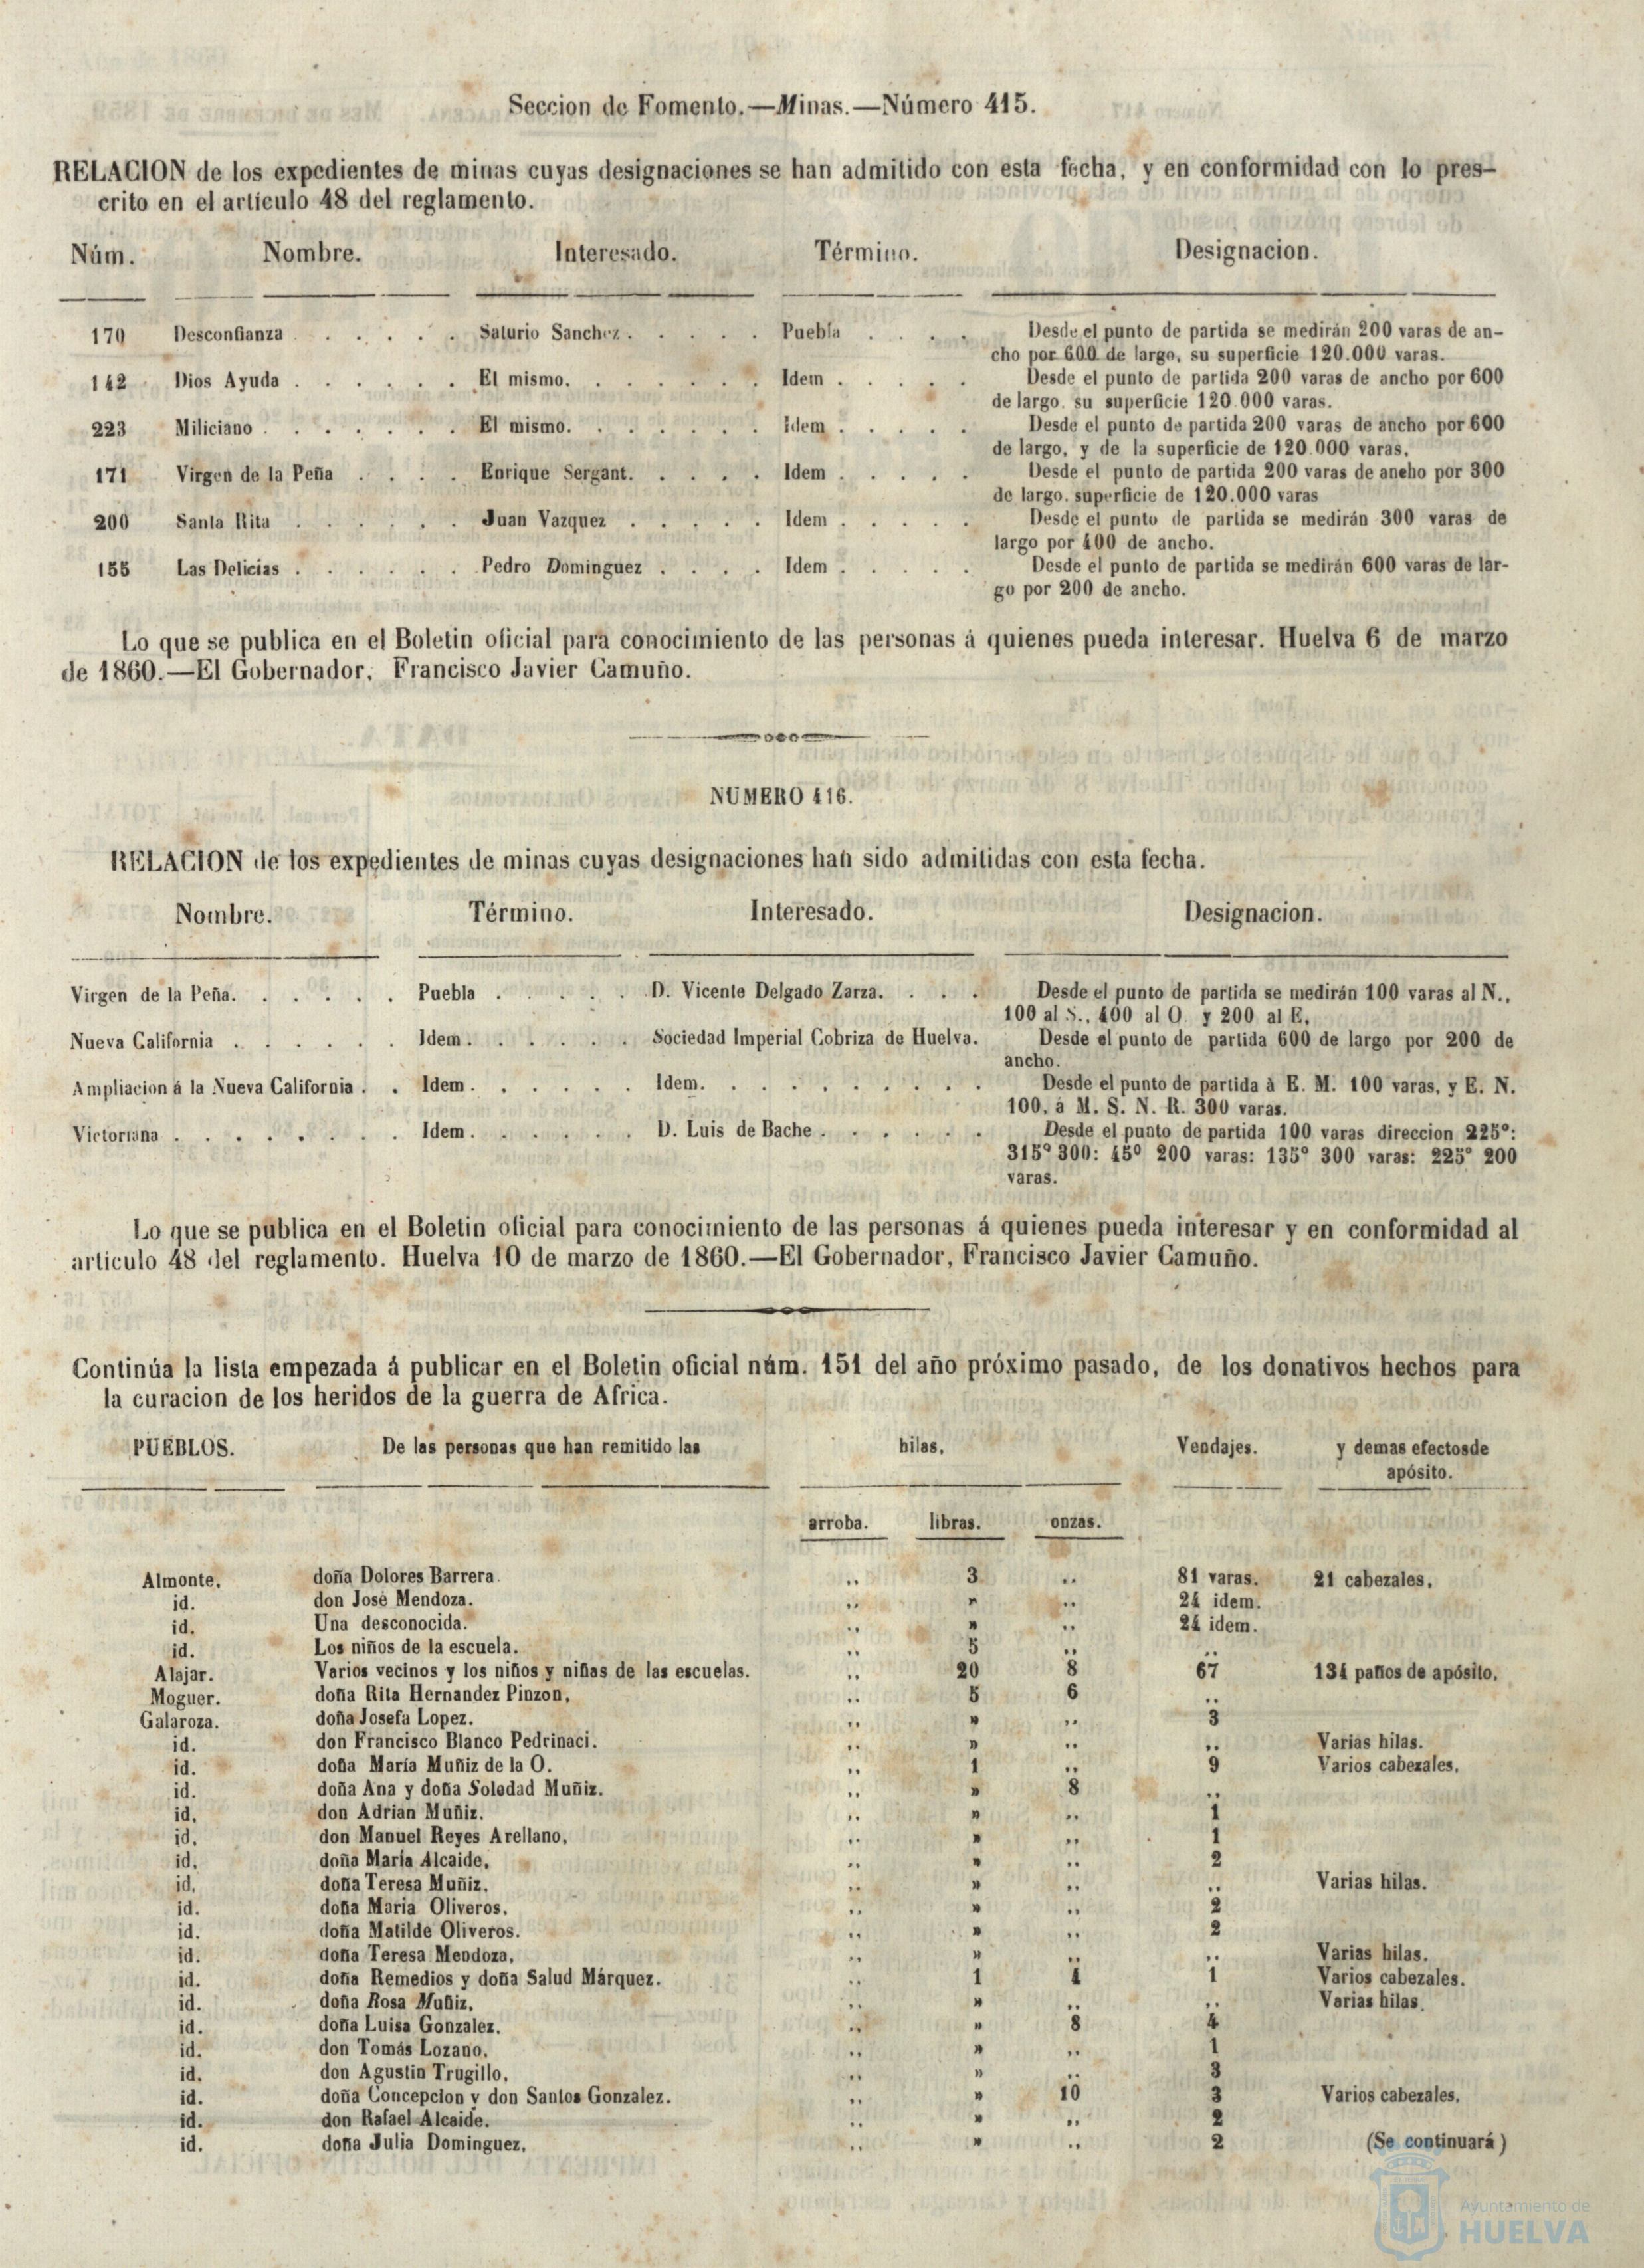 Seccion de Fomento.—Minas.—Número 415.
RELACION de los expedientes de minas cuyas designaciones se han admitido con esta fecha, y en conformidad con lo pres-
crito en el artículo 48 del reglamento.
Núm. Nombre. Interesado. Término. Designacion.
170 Desconfianza . . . . . Saturio Sanchez . . . . . Puebla . . . . Desde el punto de partida se medirán 200 varas de an-
cho por 600 de largo, su superficie 120.000 varas.
142 Dios Ayuda . . . . . . El mismo. . . . . . . Idem . . . . . Desde el punto de partida 200 varas de ancho por 600
de largo. su superficie 120.000 varas.
223 Miliciano . . . . . . . El mismo. . . . . . . Idem . . . . . Desde el punto de partida 200 varas de ancho por 600
de largo, y de la superficie de 120.000 varas.
171 Virgen de la Peña . . . . Enrique Sergant. . . . . Idem . . . . . Desde el punto de partida 200 varas de ancho por 300
de largo. superficie de 120.000 varas
200 Santa Rita . . . . . . Juan Vazquez . . . . . Idem . . . . . Desde el punto de partida se medirán 300 varas de
largo por 400 de ancho.
155 Las Delicias . . . . . . Pedro Dominguez . . . . Idem . . . . . Desde el punto de partida se medirán 600 varas de lar-
go por 200 de ancho.
Lo que se publica en el Boletin oficial para conocimiento de las personas á quienes pueda interesar. Huelva 6 de marzo
de 1860.—El Gobernador, Francisco Javier Camuño.
NUMERO 416.
RELACION de los expedientes de minas cuyas designaciones han sido admitidas con esta fecha.
Nombre. Término. Interesado. Designacion.
Virgen de la Peña. . . . . . Puebla . . . . . D. Vicente Delgado Zarza. . . . Desde el punto de partida se medirán 100 varas al N.,
100 al S., 400 al O. y 200 al E.
Nueva California . . . . . . Idem . . . . . . Sociedad Imperial Cobriza de Huelva. Desde el punto de partida 600 de largo por 200 de
ancho.
Ampliacion á la Nueva California . . Idem . . . . . . Idem. . . . . . . . . Desde el punto de partida à E. M. 100 varas, y E. N.
100, á M. S. N. R. 300 varas.
Victoriana . . . . . . . . Idem . . . . . . D. Luis de Bache . . . . . . Desde el punto de partida 100 varas direccion 225º:
315º 300: 45º 200 varas: 135º 300 varas: 225º 200
varas.
Lo que se publica en el Boletin oficial para conocimiento de las personas á quienes pueda interesar y en conformidad al
articulo 48 del reglamento. Huelva 10 de marzo de 1860.—El Gobernador, Francisco Javier Camuño.
Continúa la lista empezada á publicar en el Boletin oficial núm. 151 del año próximo pasado, de los donativos hechos para
la curacion de los heridos de la guerra de Africa.
PUEBLOS. De las personas que han remitido las hilas, Vendajes. y demas efectosde
apósito.
arroba. libras. onzas.
Almonte. doña Dolores Barrera. ,, 3 ,, 81 varas. 21 cabezales.
id. don José Mendoza. ,, » ,, 24 idem.
id. Una desconocida. ,, » ,, 24 idem.
id. Los niños de la escuela. ,, 5 ,, ,,
Alajar. Varios vecinos y los niños y niñas de las escuelas. ,, 20 8 67 134 paños de apósito.
Moguer. doña Rita Hernandez Pinzon, ,, 5 6 ,,
Galaroza. doña Josefa Lopez. ,, » ,, 3
id. don Francisco Blanco Pedrinaci. ,, » ,, ,, Varias hilas.
id. doña María Muñiz de la O. ,, 1 ,, 9 Varios cabezales.
id. doña Ana y doña Soledad Muñiz. ,, » 8 ,,
id. don Adrian Muñiz. ,, » ,, 1
id. don Manuel Reyes Arellano, ,, » ,, 1
id. doña María Alcaide, ,, » ,, 2
id. doña Teresa Muñiz. ,, » ,, ,, Varias hilas.
id. doña Maria Oliveros. ,, » ,, 2
id. doña Matilde Oliveros. ,, » ,, 2
id. doña Teresa Mendoza, ,, » ,, ,, Varias hilas.
id. doña Remedios y doña Salud Márquez. ,, 1 4 1 Varios cabezales.
id. doña Rosa Muñiz, ,, » ,, ,, Varias hilas.
id. doña Luisa Gonzalez. ,, » 8 4
id. don Tomás Lozano, ,, » ,, 1
id. don Agustin Trugillo, ,, » ,, 3
id. doña Concepcion y don Santos Gonzalez. ,, » 10 3 Varios cabezales.
id. don Rafael Alcaide. ,, » ,, 2
id. doña Julia Dominguez, ,, » ,, 2 (Se continuará)
Ayuntamiento de
HUELVA